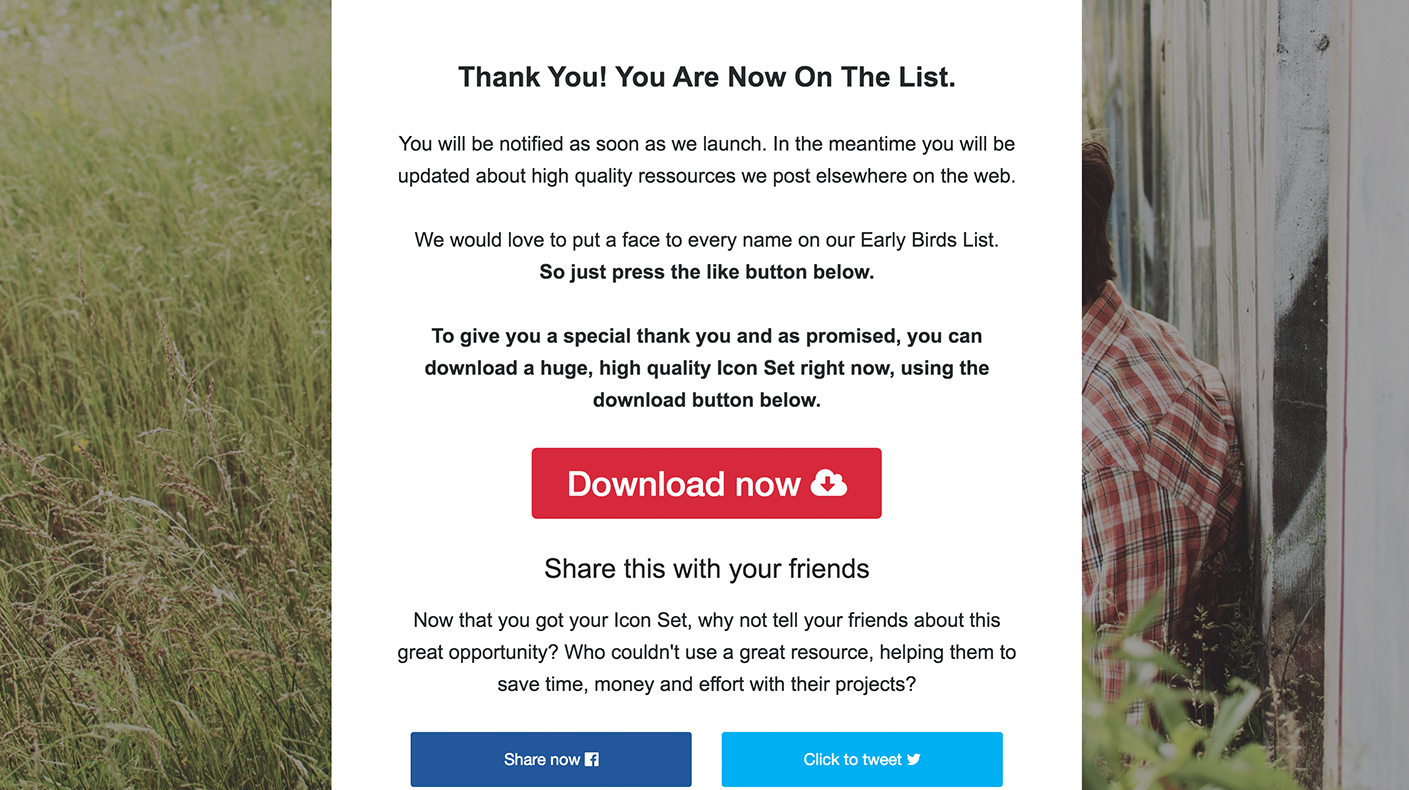 Thank You! You Are Now On The List.
You will be notified as soon as we launch. In the meantime you will be
updated about high quality ressources we post elsewhere on the web.
We would love to put a face to every name on our Early Birds List.
So just press the like button below.
To give you a special thank you and as promised, you can
download a huge, high quality Icon Set right now, using the
download button below.
Download now
Share this with your friends
Now that you got your Icon Set, why not tell your friends about this
great opportunity? Who couldn't use a great resource, helping them to
save time, money and effort with their projects?
Share now
Click to tweet